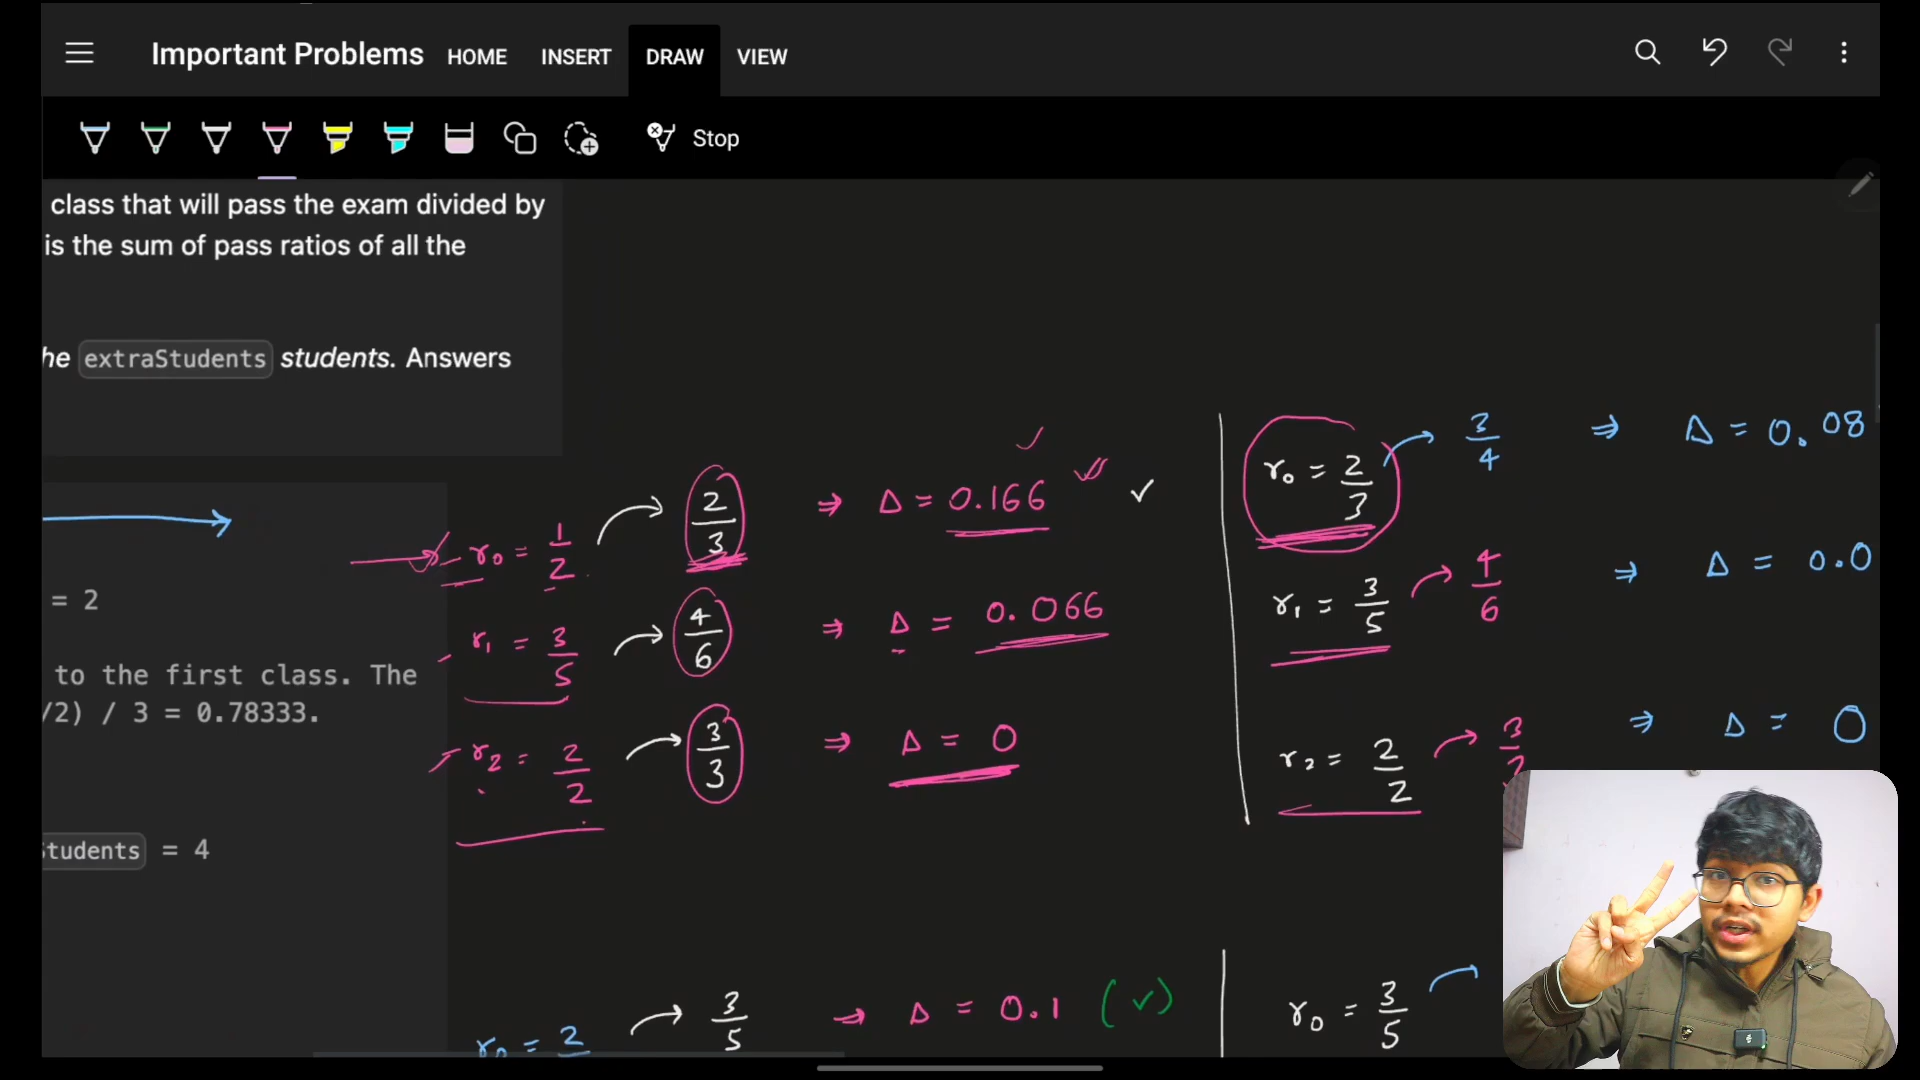 Important Problems HOME INSERT DRAW VIEW
Stop
class that will pass the exam divided by
is the sum of pass ratios of all the
he extraStudents students. Answers
= 2
to the first class. The
/2) / 3 = 0.78333.
Students = 4
r₀ = 1/2 2/3 ⇒ Δ = 0.166 ✓
r₁ = 3/5 4/6 ⇒ Δ = 0.066
r₂ = 2/2 3/3 ⇒ Δ = 0
r₀ = 2/3 3/4 ⇒ Δ = 0.08
r₁ = 3/5 4/6 ⇒ Δ = 0.0
r₂ = 2/2 ⇒ Δ = 0
r₀ = 2 3/5 ⇒ Δ = 0.1 (✓)
r₀ = 3/5